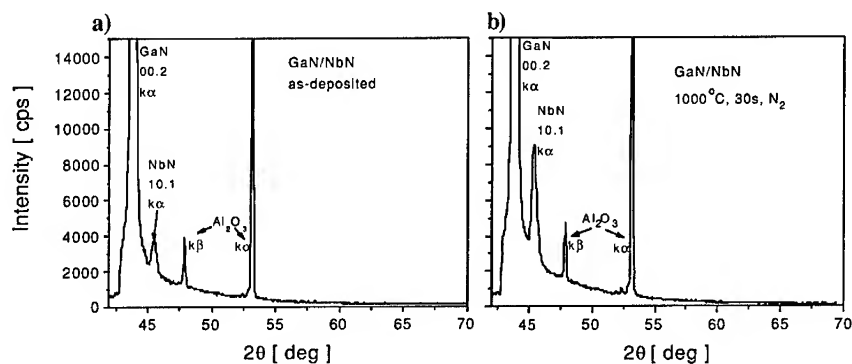 a)
Intensity [ cps]
14000
12000
10000
8000
6000
4000
2000
0
GaN
00.2
kα
NbN
10.1
kα
Al₂O₃
kβ
kα
GaN/NbN
as-deposited
45 50 55 60 65 70
2θ [ deg ]
b)
GaN
00.2
kα
NbN
10.1
kα
Al₂O₃
kβ
kα
GaN/NbN
1000°C, 30s, N₂
45 50 55 60 65 70
2θ [ deg ]